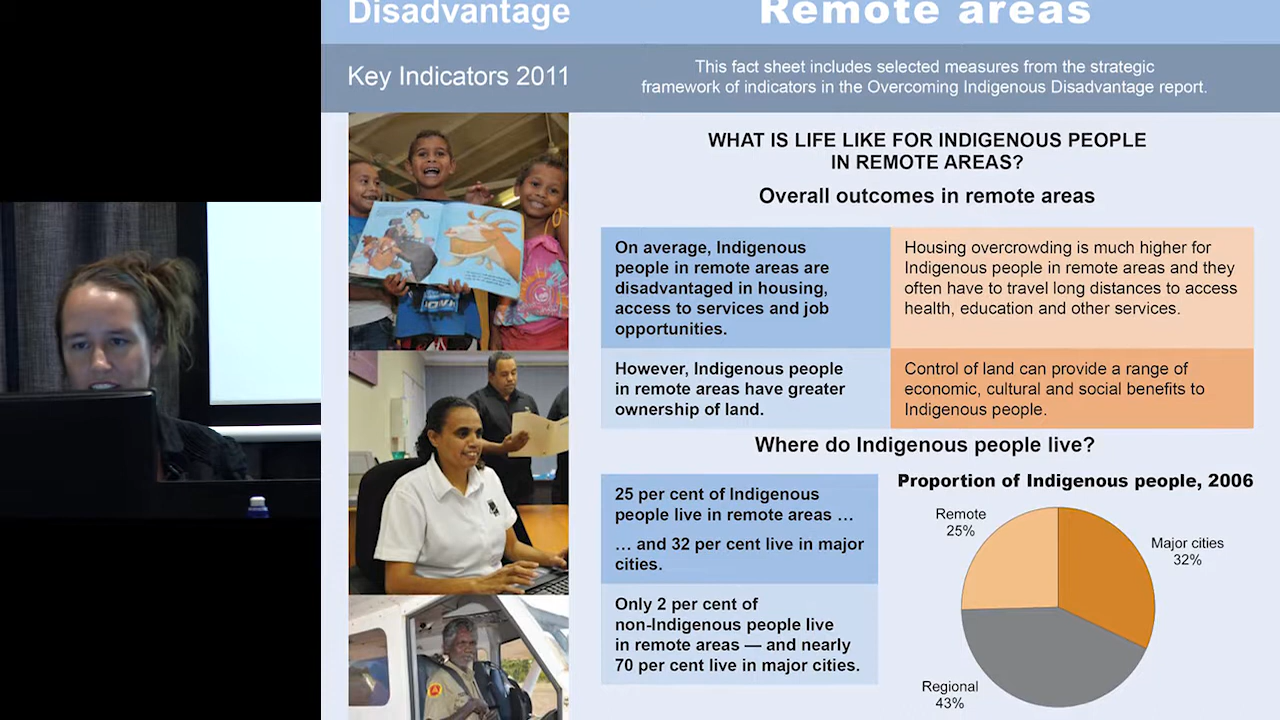 Disadvantage
Remote areas
Key Indicators 2011
This fact sheet includes selected measures from the strategic
framework of indicators in the Overcoming Indigenous Disadvantage report.
WHAT IS LIFE LIKE FOR INDIGENOUS PEOPLE
IN REMOTE AREAS?
Overall outcomes in remote areas
On average, Indigenous
people in remote areas are
disadvantaged in housing,
access to services and job
opportunities.
Housing overcrowding is much higher for
Indigenous people in remote areas and they
often have to travel long distances to access
health, education and other services.
However, Indigenous people
in remote areas have greater
ownership of land.
Control of land can provide a range of
economic, cultural and social benefits to
Indigenous people.
Where do Indigenous people live?
25 per cent of Indigenous
people live in remote areas …
… and 32 per cent live in major
cities.
Only 2 per cent of
non-Indigenous people live
in remote areas — and nearly
70 per cent live in major cities.
Proportion of Indigenous people, 2006
Remote
25%
Major cities
32%
Regional
43%